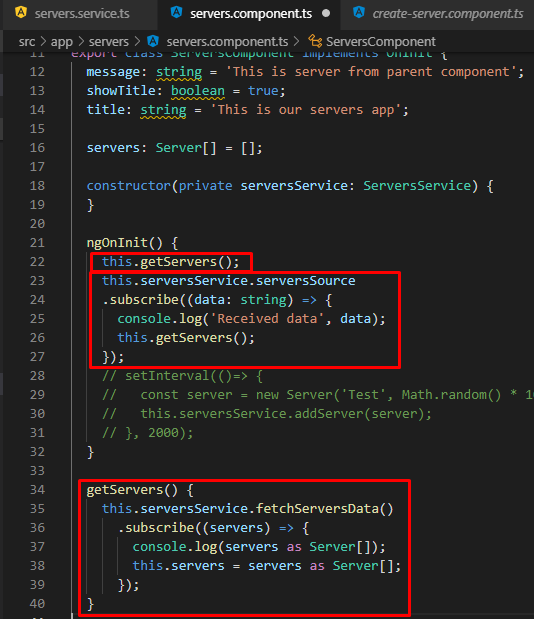 servers.service.ts
servers.component.ts
create-server.component.ts
src > app > servers > servers.component.ts > ServersComponent
11 export class ServersComponent implements OnInit {
12 message: string = 'This is server from parent component';
13 showTitle: boolean = true;
14 title: string = 'This is our servers app';
15
16 servers: Server[] = [];
17
18 constructor(private serversService: ServersService) {
19 }
20
21 ngOnInit() {
22 this.getServers();
23 this.serversService.serversSource
24 .subscribe((data: string) => {
25 console.log('Received data', data);
26 this.getServers();
27 });
28 // setInterval(()=> {
29 // const server = new Server('Test', Math.random() * 1
30 // this.serversService.addServer(server);
31 // }, 2000);
32 }
33
34 getServers() {
35 this.serversService.fetchServersData()
36 .subscribe((servers) => {
37 console.log(servers as Server[]);
38 this.servers = servers as Server[];
39 });
40 }